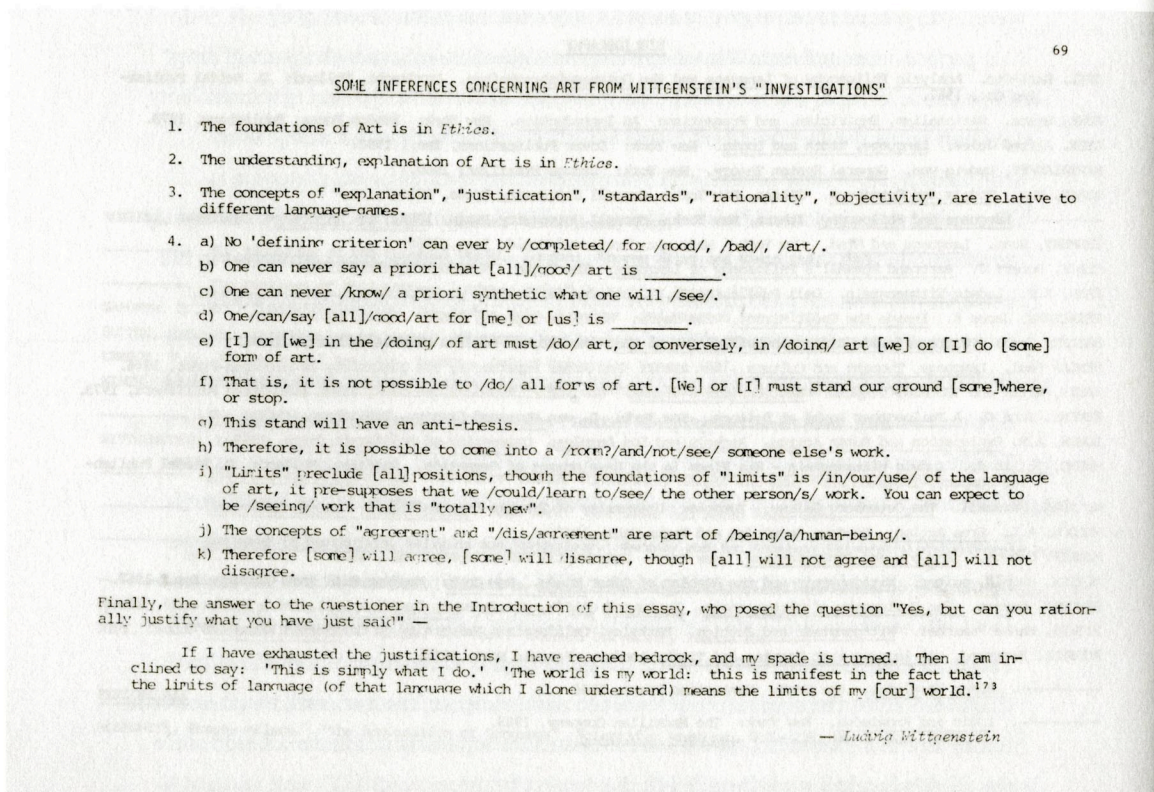 69
SOME INFERENCES CONCERNING ART FROM WITTGENSTEIN'S "INVESTIGATIONS"
1. The foundations of Art is in Ethics.
2. The understanding, explanation of Art is in Ethics.
3. The concepts of "explanation", "justification", "standards", "rationality", "objectivity", are relative to
different language-games.
4. a) No 'defining criterion' can ever by /completed/ for /good/, /bad/, /art/.
b) One can never say a priori that [all]/good/ art is ________.
c) One can never /know/ a priori synthetic what one will /see/.
d) One/can/say [all]/good/art for [me] or [us] is ________.
e) [I] or [we] in the /doing/ of art must /do/ art, or conversely, in /doing/ art [we] or [I] do [some]
form of art.
f) That is, it is not possible to /do/ all forms of art. [We] or [I] must stand our ground [some]where,
or stop.
g) This stand will have an anti-thesis.
h) Therefore, it is possible to come into a /room?/and/not/see/ someone else's work.
i) "Limits" preclude [all] positions, though the foundations of "limits" is /in/our/use/ of the language
of art, it pre-supposes that we /could/learn to/see/ the other person/s/ work. You can expect to
be /seeing/ work that is "totally new".
j) The concepts of "agreement" and "/dis/agreement" are part of /being/a/human-being/.
k) Therefore [some] will agree, [some] will disagree, though [all] will not agree and [all] will not
disagree.
Finally, the answer to the questioner in the Introduction of this essay, who posed the question "Yes, but can you ration-
ally justify what you have just said" —
If I have exhausted the justifications, I have reached bedrock, and my spade is turned. Then I am in-
clined to say: 'This is simply what I do.' 'The world is my world: this is manifest in the fact that
the limits of language (of that language which I alone understand) means the limits of my [our] world.¹⁷³
— Ludwig Wittgenstein